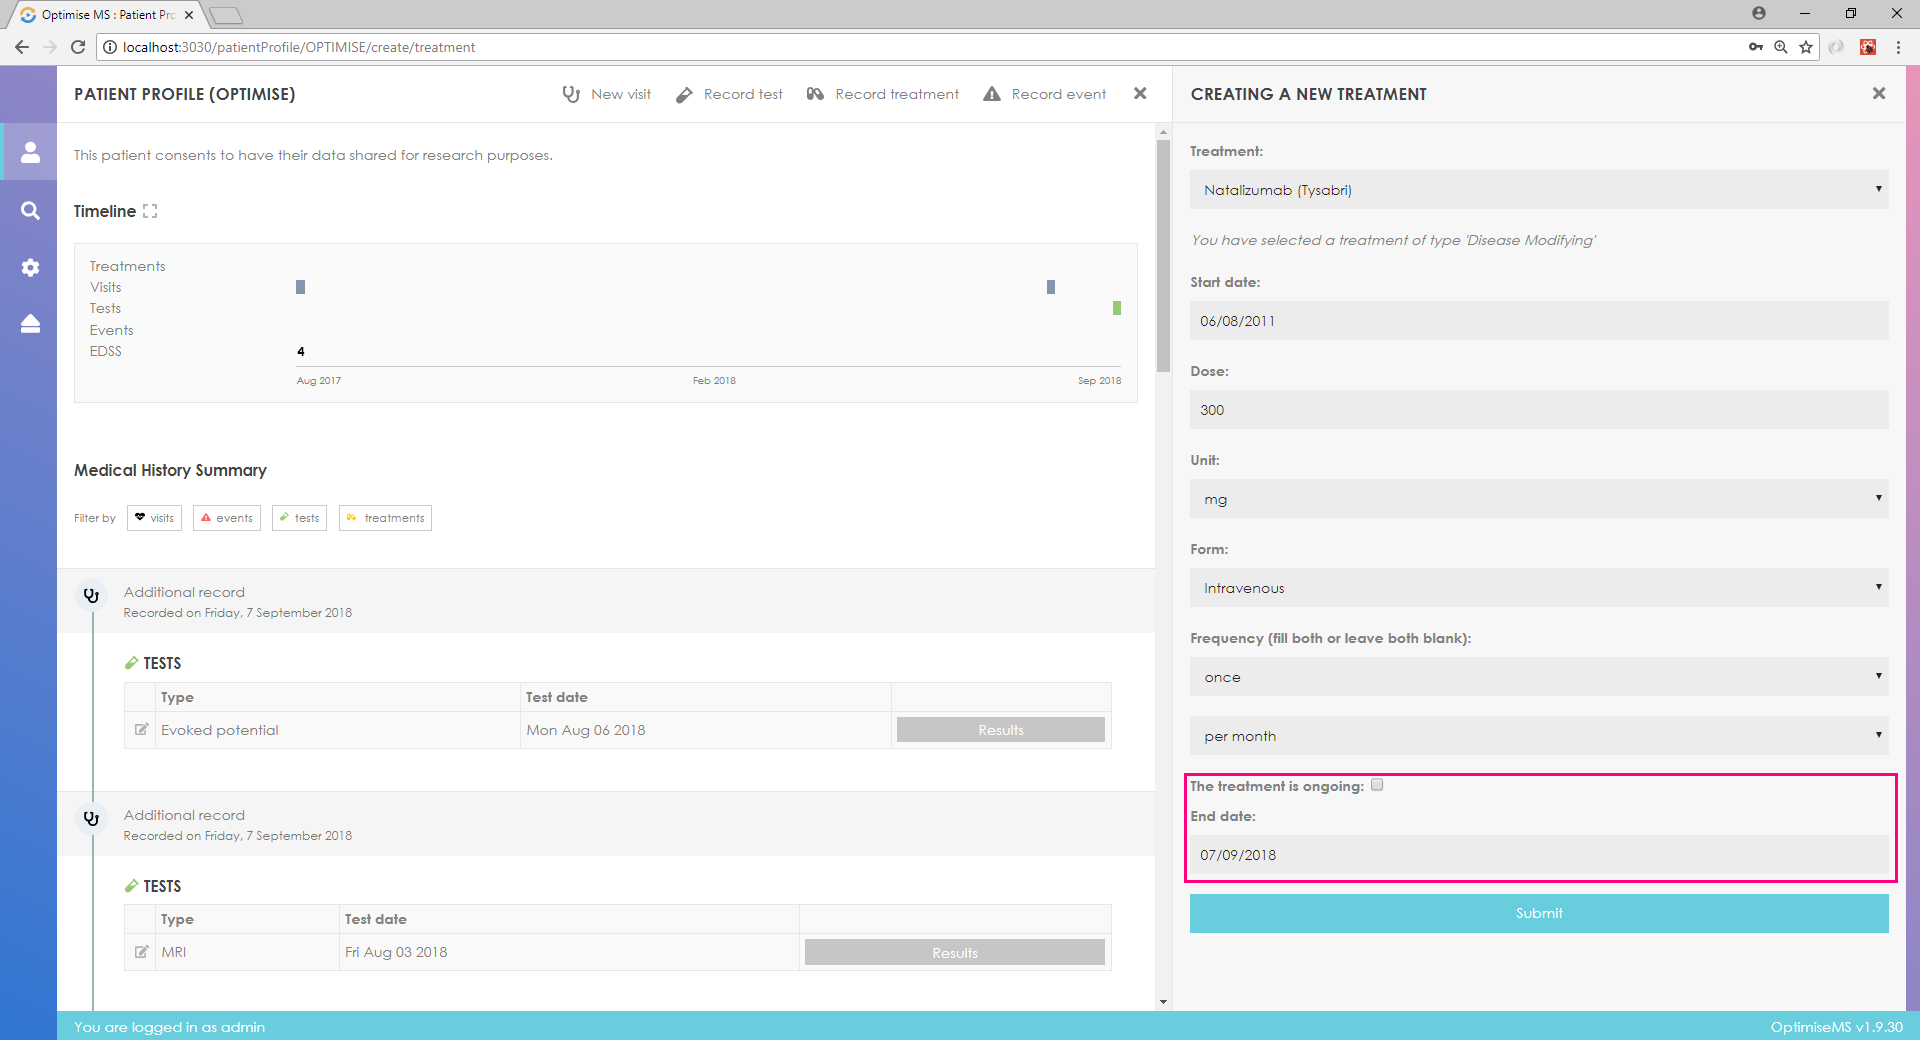 Optimise MS : Patient Pro
localhost:3030/patientProfile/OPTIMISE/create/treatment
PATIENT PROFILE (OPTIMISE)
New visit
Record test
Record treatment
Record event
This patient consents to have their data shared for research purposes.
Timeline
Treatments
Visits
Tests
Events
EDSS
4
Aug 2017
Feb 2018
Sep 2018
Medical History Summary
Filter by
visits
events
tests
treatments
Additional record
Recorded on Friday, 7 September 2018
TESTS
Type
Test date
Evoked potential
Mon Aug 06 2018
Results
Additional record
Recorded on Friday, 7 September 2018
TESTS
Type
Test date
MRI
Fri Aug 03 2018
Results
CREATING A NEW TREATMENT
Treatment:
Natalizumab (Tysabri)
You have selected a treatment of type 'Disease Modifying'
Start date:
06/08/2011
Dose:
300
Unit:
mg
Form:
Intravenous
Frequency (fill both or leave both blank):
once
per month
The treatment is ongoing:
End date:
07/09/2018
Submit
You are logged in as admin
OptimiseMS v1.9.30